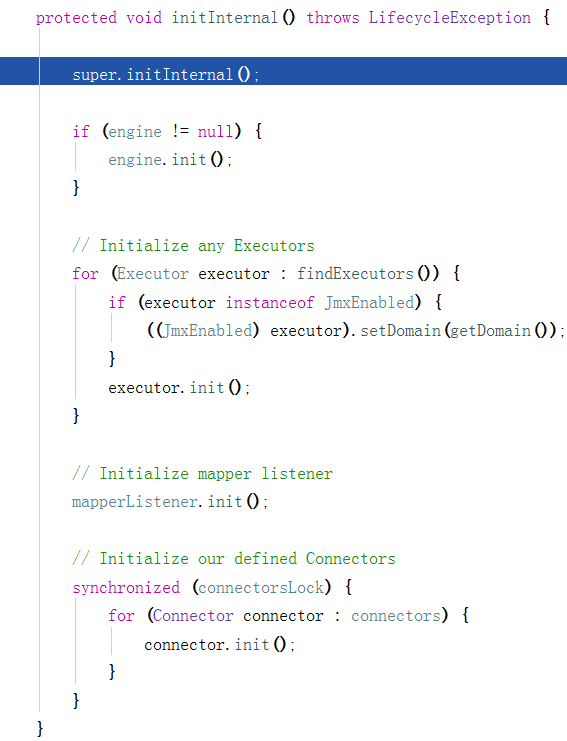 protected void initInternal() throws LifecycleException {
super.initInternal();
if (engine != null) {
engine.init();
}
// Initialize any Executors
for (Executor executor : findExecutors()) {
if (executor instanceof JmxEnabled) {
((JmxEnabled) executor).setDomain(getDomain());
}
executor.init();
}
// Initialize mapper listener
mapperListener.init();
// Initialize our defined Connectors
synchronized (connectorsLock) {
for (Connector connector : connectors) {
connector.init();
}
}
}